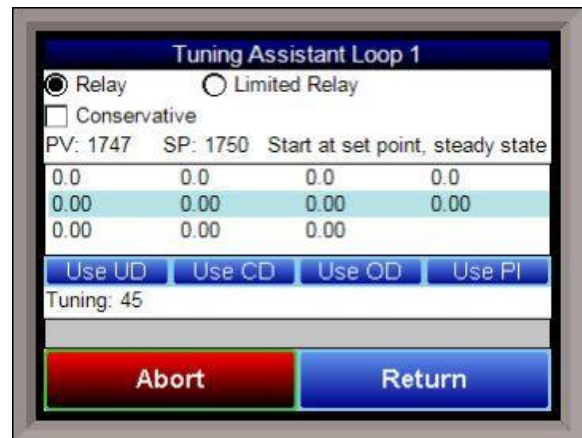 Tuning Assistant Loop 1
Relay Limited Relay
Conservative
PV: 1747 SP: 1750 Start at set point, steady state
0.0 0.0 0.0 0.0
0.00 0.00 0.00 0.00
0.00 0.00 0.00
Use UD Use CD Use OD Use PI
Tuning: 45
Abort Return